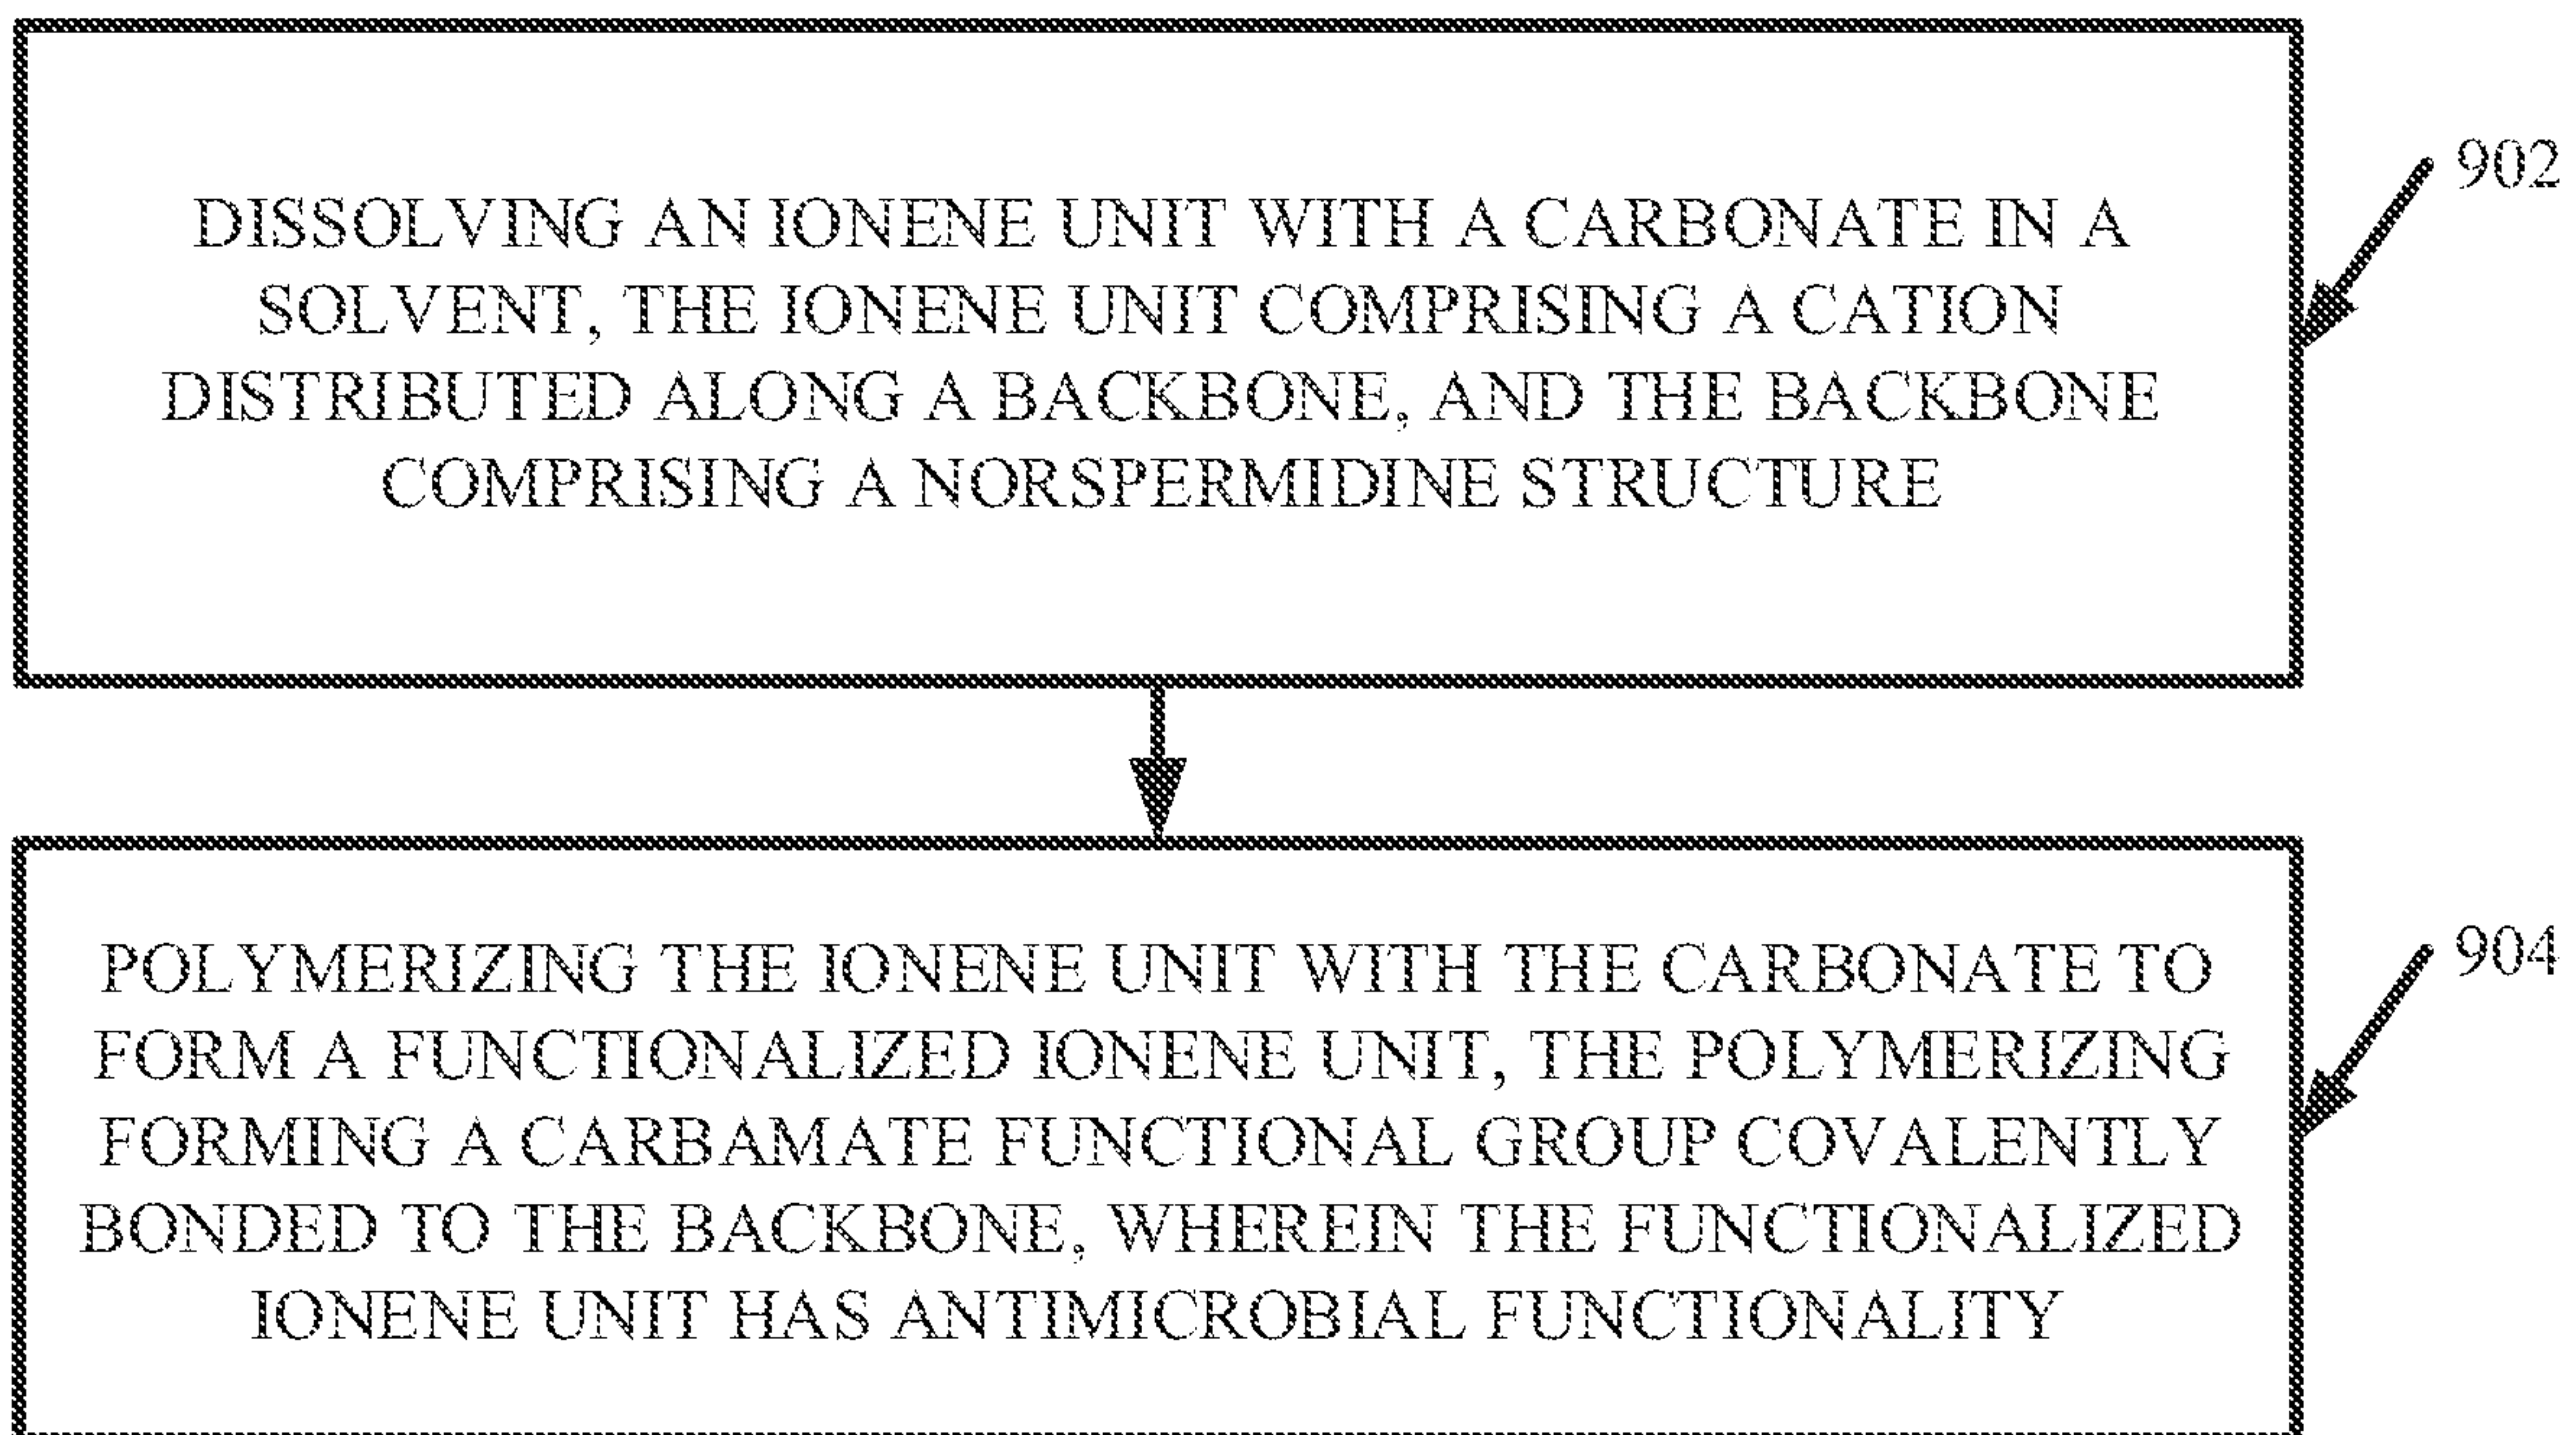 DISSOLVING AN IONENE UNIT WITH A CARBONATE IN A
SOLVENT, THE IONENE UNIT COMPRISING A CATION
DISTRIBUTED ALONG A BACKBONE, AND THE BACKBONE
COMPRISING A NORSPERMIDINE STRUCTURE
902
POLYMERIZING THE IONENE UNIT WITH THE CARBONATE TO
FORM A FUNCTIONALIZED IONENE UNIT, THE POLYMERIZING
FORMING A CARBAMATE FUNCTIONAL GROUP COVALENTLY
BONDED TO THE BACKBONE, WHEREIN THE FUNCTIONALIZED
IONENE UNIT HAS ANTIMICROBIAL FUNCTIONALITY
904